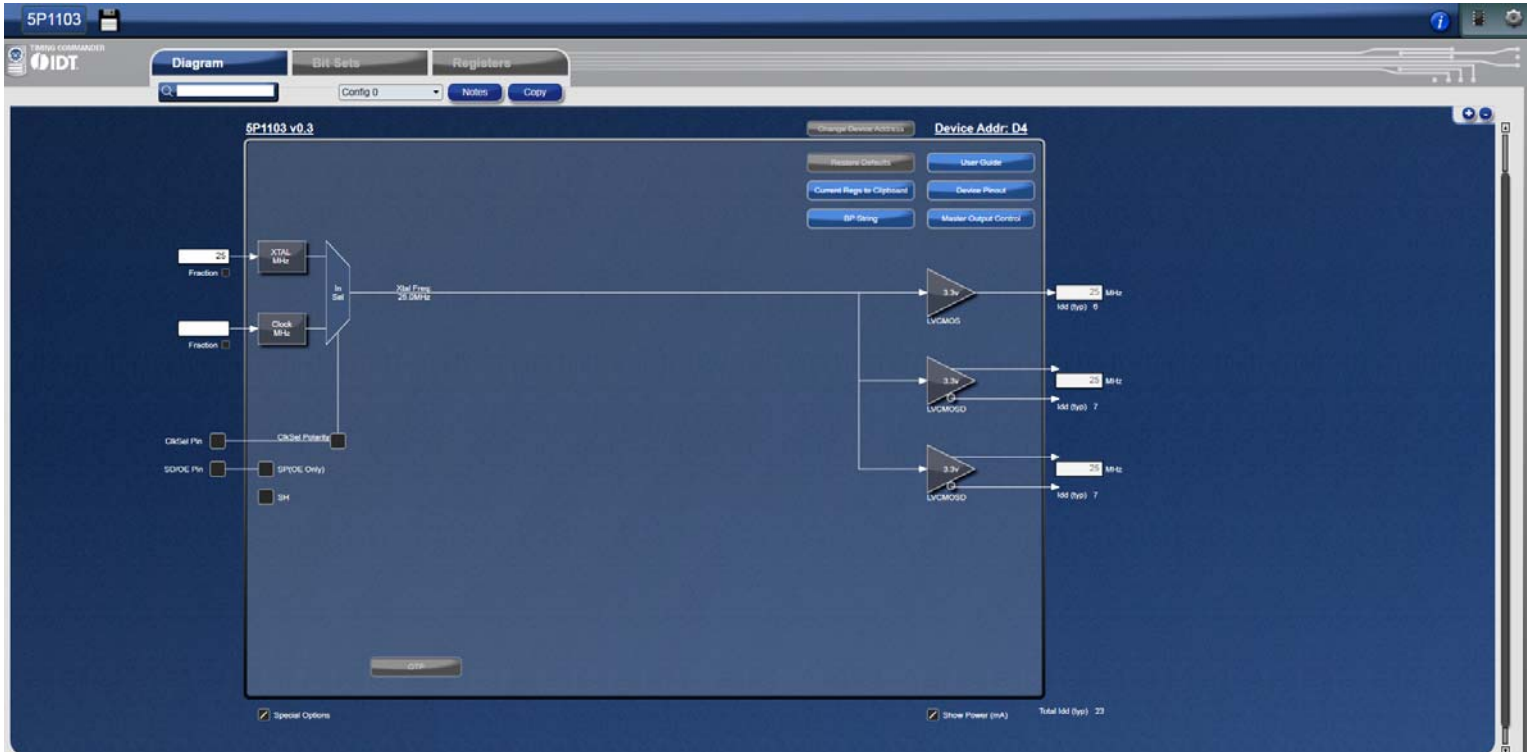 5P1103
TIMING COMMANDER
IDT
Diagram
Bit Sets
Registers
Config 0
Notes
Copy
5P1103 v0.3
Change Device Address
Device Addr: D4
Restore Defaults
User Guide
Current Regs to Clipboard
Device Pinout
BP String
Master Output Control
25
XTAL
MHz
Fraction
In
Sel
Xtal Freq:
25.0MHz
Clock
MHz
Fraction
3.3v
LVCMOS
25 MHz
Idd (typ) 6
3.3v
LVCMOSD
25 MHz
Idd (typ) 7
ClkSel Pin
ClkSel Polarity
SD/OE Pin
SP(OE Only)
SH
3.3v
LVCMOSD
25 MHz
Idd (typ) 7
OTP
Special Options
Show Power (mA)
Total Idd (typ) 23